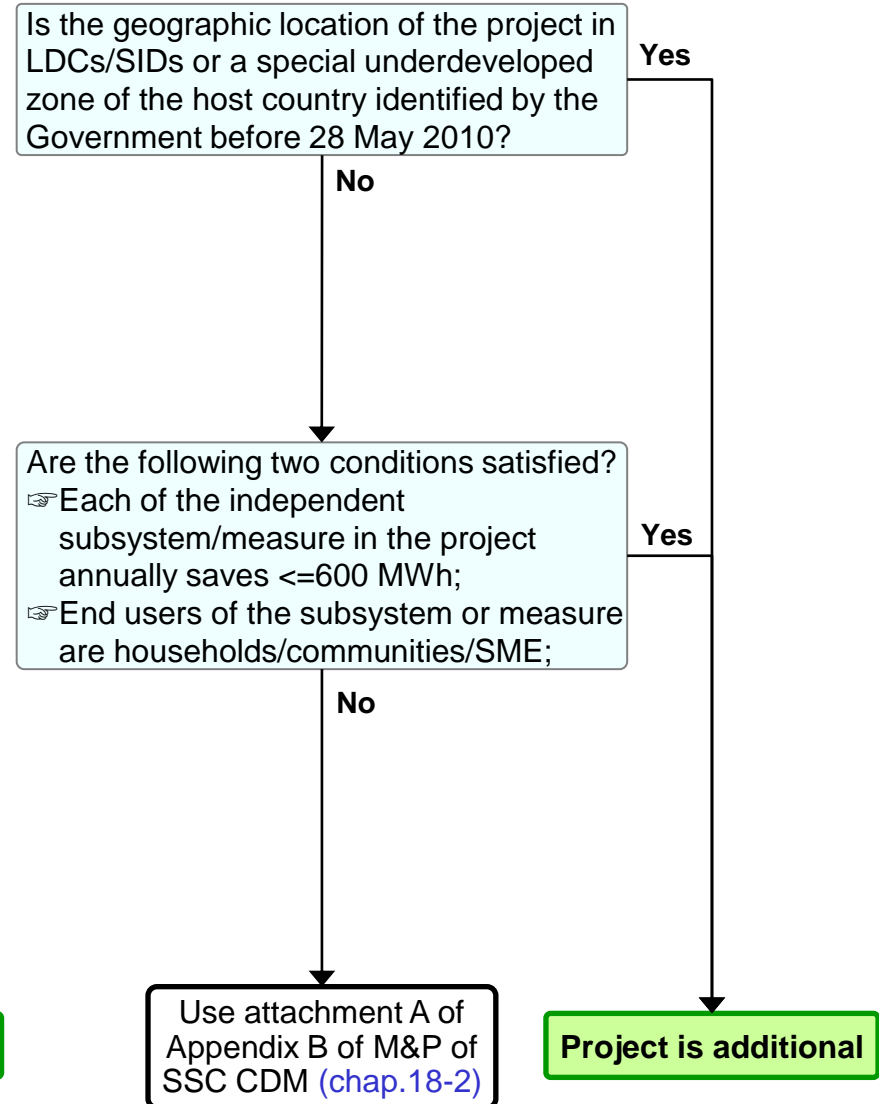 Is the geographic location of the project in
LDCs/SIDs or a special underdeveloped
zone of the host country identified by the
Government before 28 May 2010?
Yes
No
Are the following two conditions satisfied?
☞Each of the independent
subsystem/measure in the project
annually saves <=600 MWh;
☞End users of the subsystem or measure
are households/communities/SME;
Yes
No
Use attachment A of
Appendix B of M&P of
SSC CDM (chap.18-2)
Project is additional